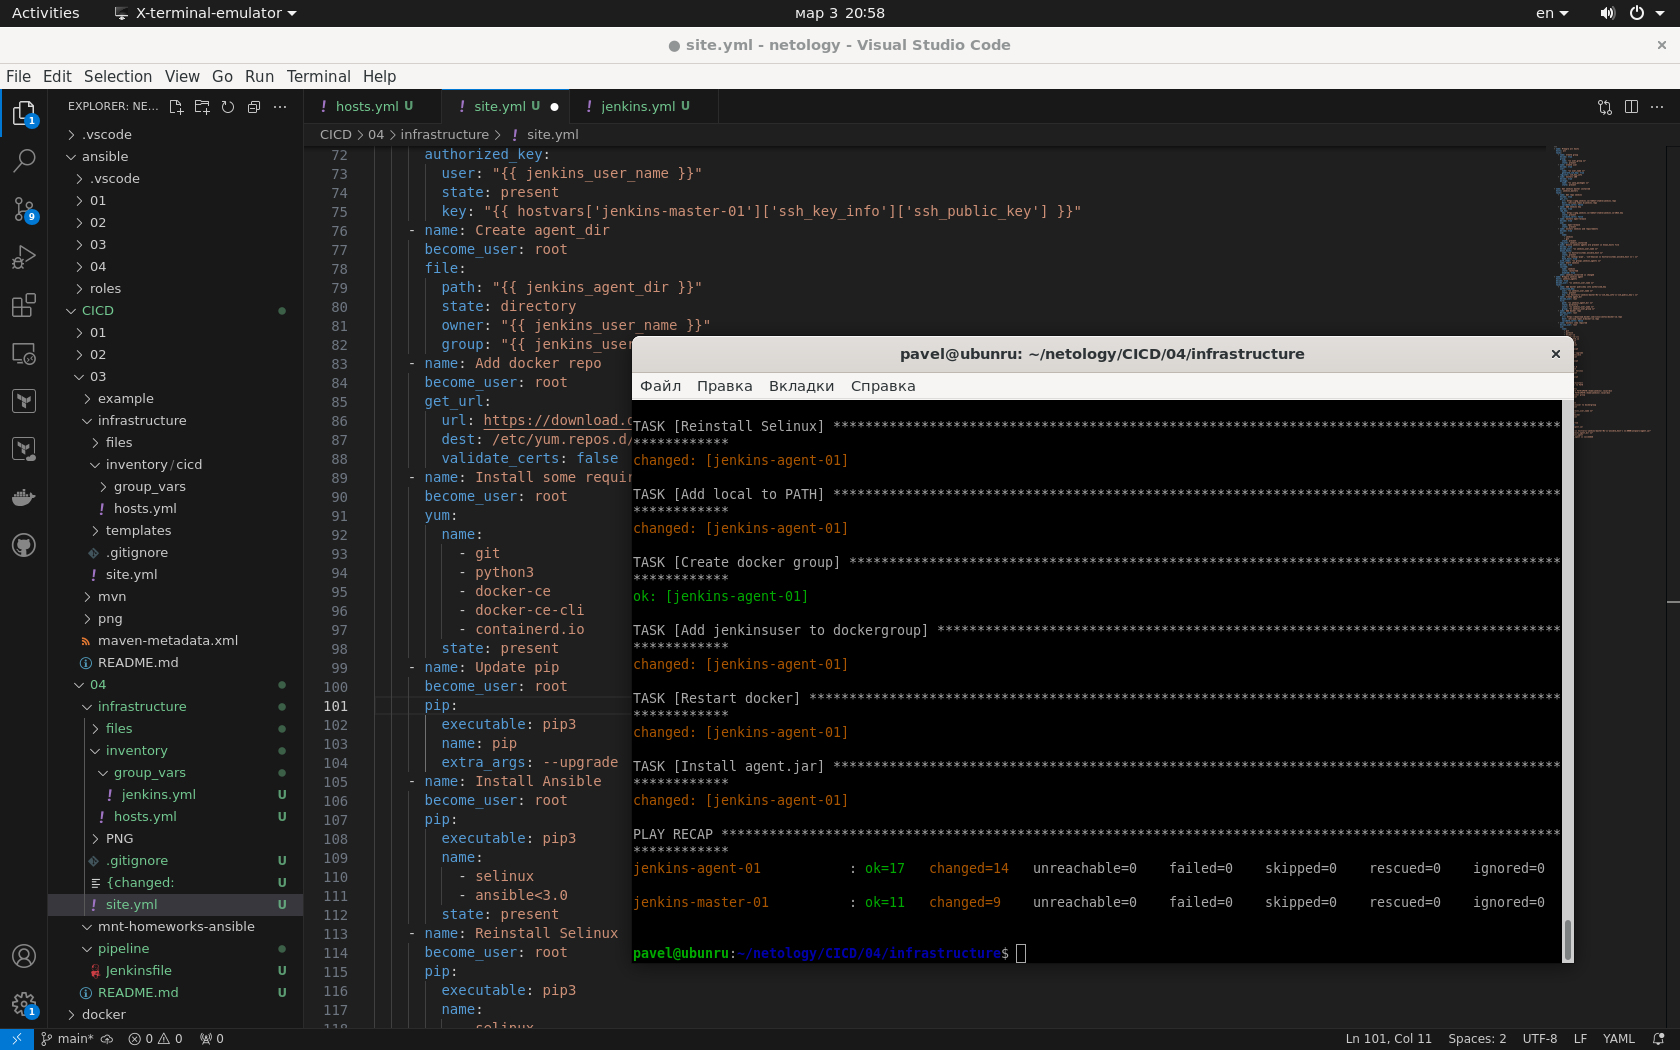 Activities
X-terminal-emulator
мар 3 20:58
en
● site.yml - netology - Visual Studio Code
File Edit Selection View Go Run Terminal Help
EXPLORER: NE...
hosts.yml U
site.yml U
jenkins.yml U
CICD > 04 > infrastructure > ! site.yml
.vscode
ansible
.vscode
01
02
03
04
roles
CICD
01
02
03
example
infrastructure
files
inventory/cicd
group_vars
hosts.yml
templates
.gitignore
site.yml
mvn
png
maven-metadata.xml
README.md
04
infrastructure
files
inventory
group_vars
jenkins.yml U
hosts.yml U
PNG
.gitignore U
{changed: U
site.yml U
mnt-homeworks-ansible
pipeline
Jenkinsfile U
README.md U
docker
72 authorized_key:
73 user: "{{ jenkins_user_name }}"
74 state: present
75 key: "{{ hostvars['jenkins-master-01']['ssh_key_info']['ssh_public_key'] }}"
76 - name: Create agent_dir
77 become_user: root
78 file:
79 path: "{{ jenkins_agent_dir }}"
80 state: directory
81 owner: "{{ jenkins_user_name }}"
82 group: "{{ jenkins_user
83 - name: Add docker repo
84 become_user: root
85 get_url:
86 url: https://download.
87 dest: /etc/yum.repos.d/
88 validate_certs: false
89 - name: Install some requi
90 become_user: root
91 yum:
92 name:
93 - git
94 - python3
95 - docker-ce
96 - docker-ce-cli
97 - containerd.io
98 state: present
99 - name: Update pip
100 become_user: root
101 pip:
102 executable: pip3
103 name: pip
104 extra_args: --upgrade
105 - name: Install Ansible
106 become_user: root
107 pip:
108 executable: pip3
109 name:
110 - selinux
111 - ansible<3.0
112 state: present
113 - name: Reinstall Selinux
114 become_user: root
115 pip:
116 executable: pip3
117 name:
118 - selinux
pavel@ubunru: ~/netology/CICD/04/infrastructure
Файл Правка Вкладки Справка
TASK [Reinstall Selinux] *******************************************************************************************
************
changed: [jenkins-agent-01]
TASK [Add local to PATH] *******************************************************************************************
************
changed: [jenkins-agent-01]
TASK [Create docker group] *****************************************************************************************
************
ok: [jenkins-agent-01]
TASK [Add jenkinsuser to dockergroup] ******************************************************************************
************
changed: [jenkins-agent-01]
TASK [Restart docker] **********************************************************************************************
************
changed: [jenkins-agent-01]
TASK [Install agent.jar] *******************************************************************************************
************
changed: [jenkins-agent-01]
PLAY RECAP *********************************************************************************************************
************
jenkins-agent-01 : ok=17 changed=14 unreachable=0 failed=0 skipped=0 rescued=0 ignored=0
jenkins-master-01 : ok=11 changed=9 unreachable=0 failed=0 skipped=0 rescued=0 ignored=0
pavel@ubunru:~/netology/CICD/04/infrastructure$
main* 0 0 0
Ln 101, Col 11 Spaces: 2 UTF-8 LF YAML